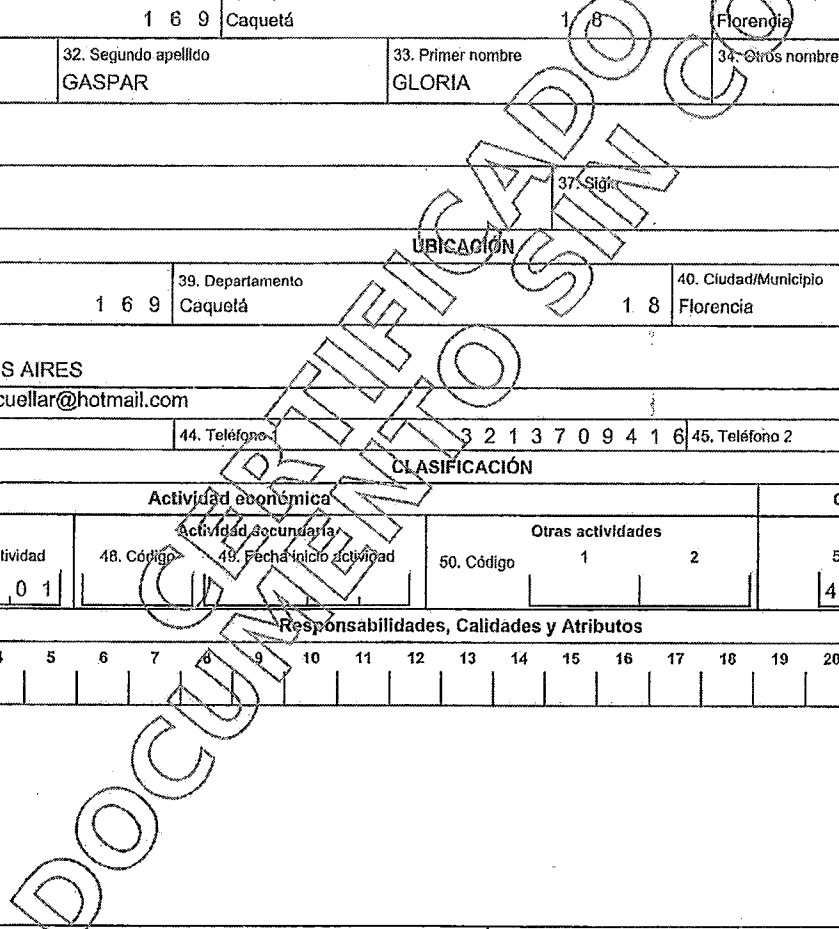 1 6 9 Caquetá 1 8 Florencia
32. Segundo apellido 33. Primer nombre 34. Otros nombre
GASPAR GLORIA
37. Sigla
UBICACIÓN
39. Departamento 40. Ciudad/Municipio
1 6 9 Caquetá 1 8 Florencia
S AIRES
cuellar@hotmail.com
44. Teléfono 1 3 2 1 3 7 0 9 4 1 6 45. Teléfono 2
CLASIFICACIÓN
Actividad económica
Actividad secundaria Otras actividades
tividad 48. Código 49. Fecha inicio actividad 50. Código 1 2 5
0 1 4
Responsabilidades, Calidades y Atributos
5 6 7 8 9 10 11 12 13 14 15 16 17 18 19 20
CERTIFICADO
DOCUMENTO SIN CO